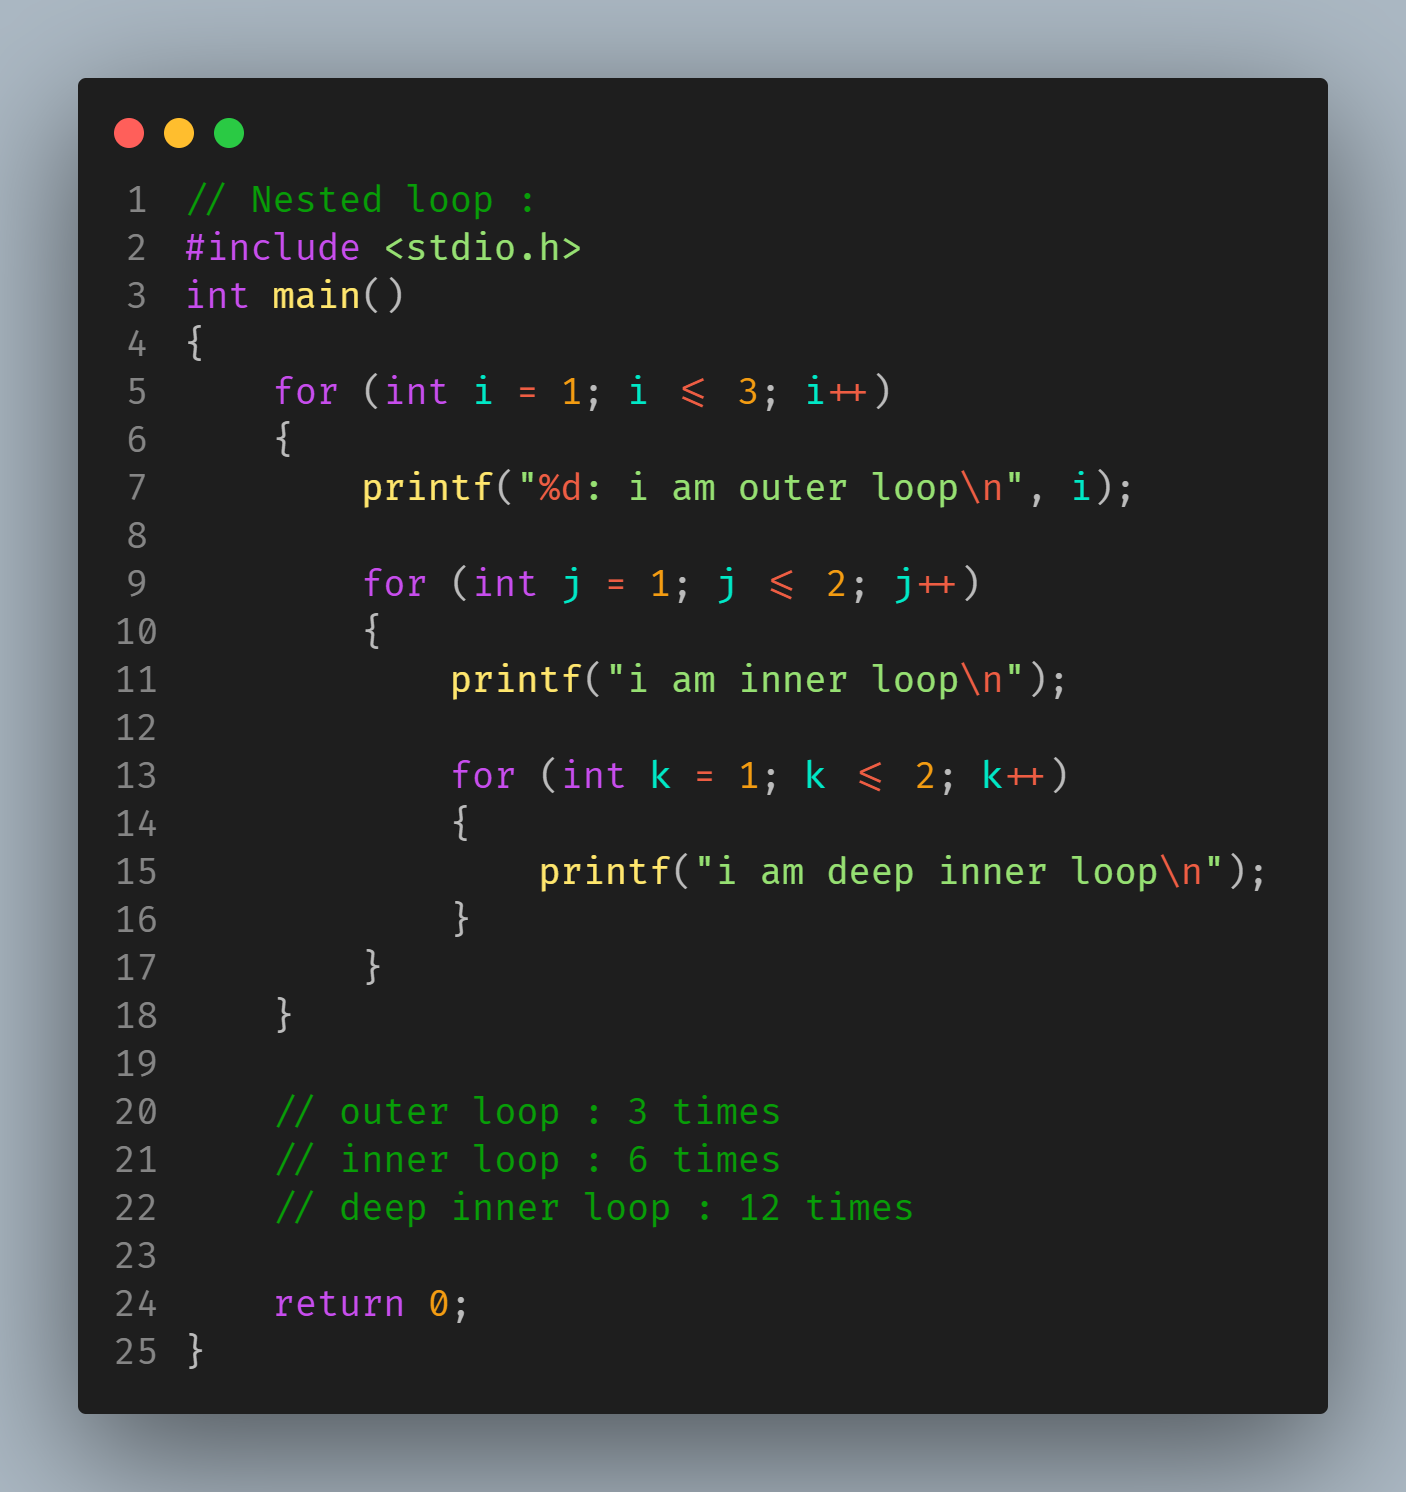 1 // Nested loop :
2 #include <stdio.h>
3 int main()
4 {
5     for (int i = 1; i <= 3; i++)
6     {
7         printf("%d: i am outer loop\n", i);
8
9         for (int j = 1; j <= 2; j++)
10         {
11             printf("i am inner loop\n");
12
13             for (int k = 1; k <= 2; k++)
14             {
15                 printf("i am deep inner loop\n");
16             }
17         }
18     }
19
20     // outer loop : 3 times
21     // inner loop : 6 times
22     // deep inner loop : 12 times
23
24     return 0;
25 }